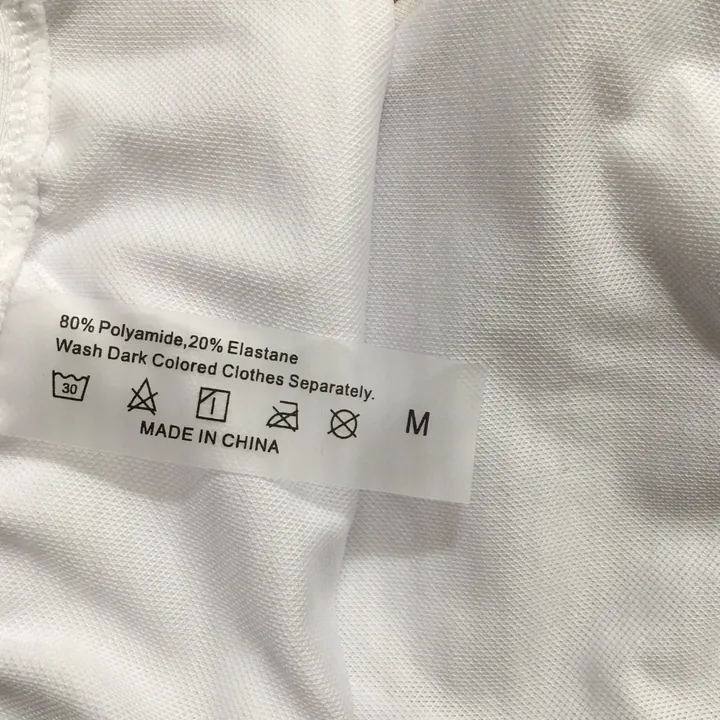 80% Polyamide,20% Elastane
Wash Dark Colored Clothes Separately.
30
M
MADE IN CHINA